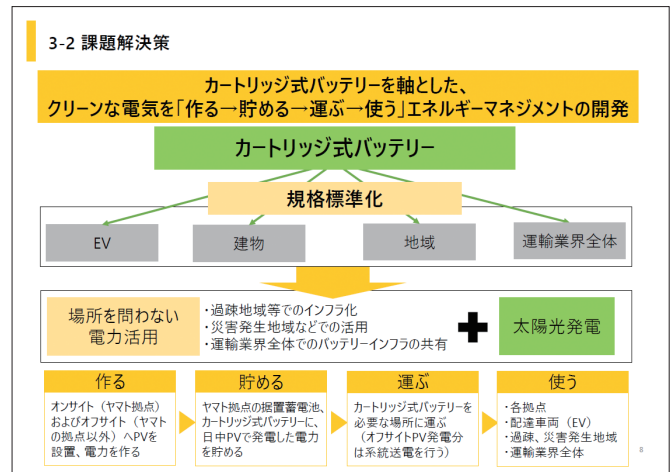 3-2 課題解決策
カートリッジ式バッテリーを軸とした、
クリーンな電気を「作る→貯める→運ぶ→使う」エネルギーマネジメントの開発
カートリッジ式バッテリー
規格標準化
EV
建物
地域
運輸業界全体
場所を問わない
電力活用
・過疎地域等でのインフラ化
・災害発生地域などでの活用
・運輸業界全体でのバッテリーインフラの共有
太陽光発電
作る
オンサイト（ヤマト拠点）
およびオフサイト（ヤマト
の拠点以外）へPVを
設置、電力を作る
貯める
ヤマト拠点の据置蓄電池、
カートリッジ式バッテリーに、
日中PVで発電した電力
を貯める
運ぶ
カートリッジ式バッテリーを
必要な場所に運ぶ
（オフサイトPV発電分
は系統送電を行う）
使う
・各拠点
・配達車両（EV）
・過疎、災害発生地域
・運輸業界全体
8